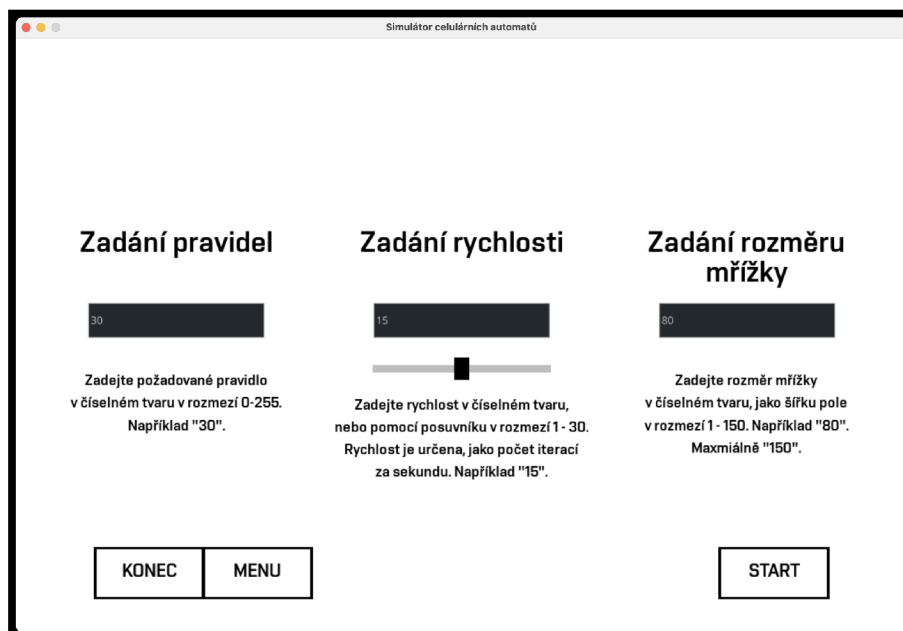 Simulátor celulárních automatů
Zadání pravidel
30
Zadejte požadované pravidlo
v číselném tvaru v rozmezí 0-255.
Například "30".
Zadání rychlosti
15
Zadejte rychlost v číselném tvaru,
nebo pomocí posuvníku v rozmezí 1 - 30.
Rychlost je určena, jako počet iterací
za sekundu. Například "15".
Zadání rozměru
mřížky
80
Zadejte rozměr mřížky
v číselném tvaru, jako šířku pole
v rozmezí 1 - 150. Například "80".
Maxmiálně "150".
KONEC
MENU
START